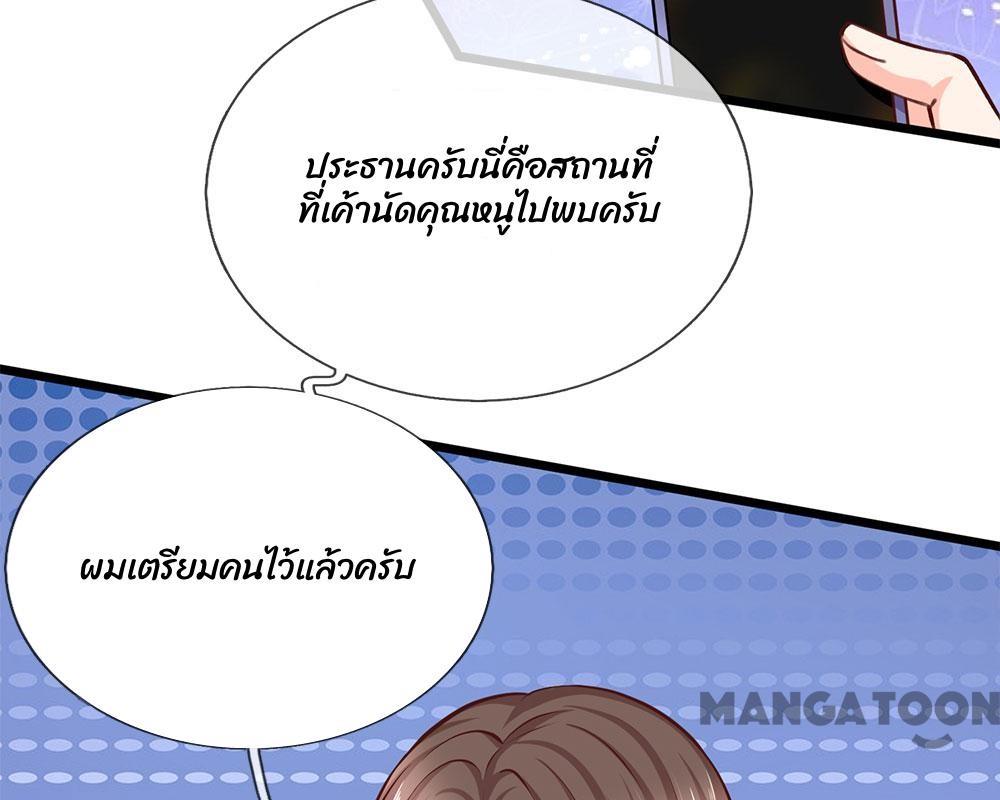 ประธานครับนี่คือสถานที่
ที่เค้านัดคุณหนูไปพบครับ
ผมเตรียมคนไว้แล้วครับ
MANGATOON